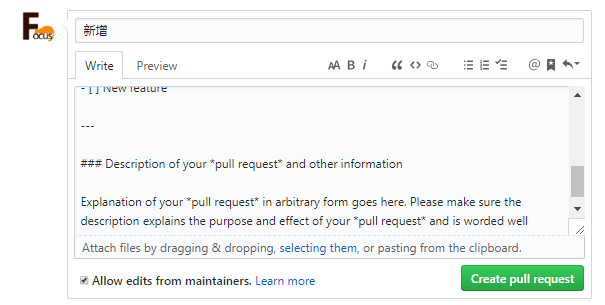 Focus
新增
Write Preview AA B i @
- [ ] New feature
---
### Description of your *pull request* and other information
Explanation of your *pull request* in arbitrary form goes here. Please make sure the
description explains the purpose and effect of your *pull request* and is worded well
Attach files by dragging & dropping, selecting them, or pasting from the clipboard.
Allow edits from maintainers. Learn more
Create pull request